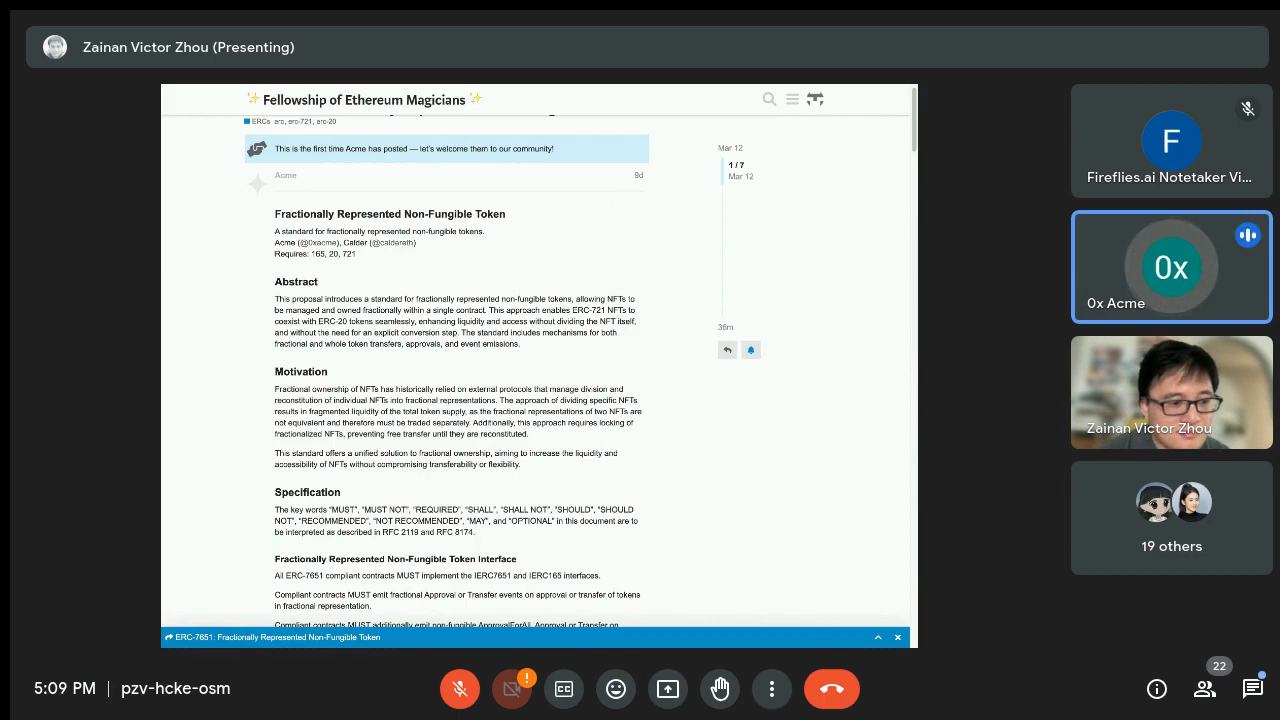 Zainan Victor Zhou (Presenting)
Fellowship of Ethereum Magicians
ERCs erc, erc-721, erc-20
This is the first time Acme has posted — let's welcome them to our community!
Acme
9d
Fractionally Represented Non-Fungible Token
A standard for fractionally represented non-fungible tokens.
Acme (@0xacme), Calder (@caldereth)
Requires: 165, 20, 721
Abstract
This proposal introduces a standard for fractionally represented non-fungible tokens, allowing NFTs to
be managed and owned fractionally within a single contract. This approach enables ERC-721 NFTs to
coexist with ERC-20 tokens seamlessly, enhancing liquidity and access without dividing the NFT itself,
and without the need for an explicit conversion step. The standard includes mechanisms for both
fractional and whole token transfers, approvals, and event emissions.
Motivation
Fractional ownership of NFTs has historically relied on external protocols that manage division and
reconstitution of individual NFTs into fractional representations. The approach of dividing specific NFTs
results in fragmented liquidity of the total token supply, as the fractional representations of two NFTs are
not equivalent and therefore must be traded separately. Additionally, this approach requires locking of
fractionalized NFTs, preventing free transfer until they are reconstituted.
This standard offers a unified solution to fractional ownership, aiming to increase the liquidity and
accessibility of NFTs without compromising transferability or flexibility.
Specification
The key words "MUST", "MUST NOT", "REQUIRED", "SHALL", "SHALL NOT", "SHOULD", "SHOULD
NOT", "RECOMMENDED", "NOT RECOMMENDED", "MAY", and "OPTIONAL" in this document are to
be interpreted as described in RFC 2119 and RFC 8174.
Fractionally Represented Non-Fungible Token Interface
All ERC-7651 compliant contracts MUST implement the IERC7651 and IERC165 interfaces.
Compliant contracts MUST emit fractional Approval or Transfer events on approval or transfer of tokens
in fractional representation.
Compliant contracts MUST additionally emit non-fungible ApprovalForAll, Approval or Transfer on
ERC-7651: Fractionally Represented Non-Fungible Token
Mar 12
1 / 7
Mar 12
36m
F
Fireflies.ai Notetaker Vi...
0x
0x Acme
Zainan Victor Zhou
19 others
5:09 PM | pzv-hcke-osm
!
CC
22